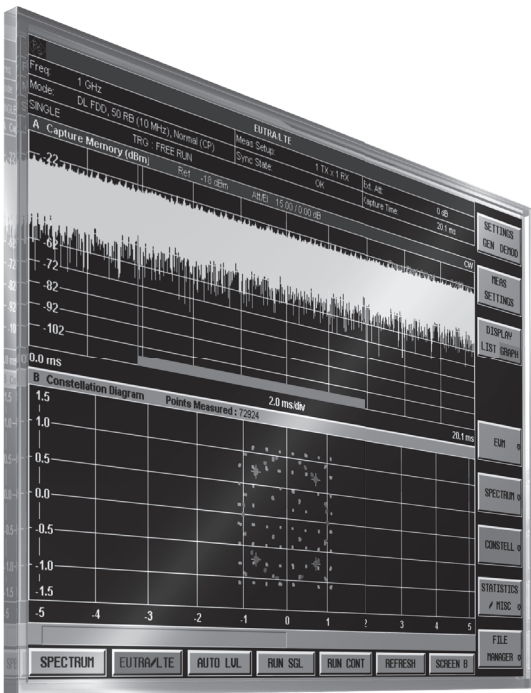 EUTRA/LTE
Freq: 1 GHz Meas Setup: 1 TX x 1 RX Ext. Att: 0 dB
Mode: DL FDD, 50 RB (10 MHz), Normal (CP) Sync State: OK Capture Time: 20.1 ms
SINGLE TRG : FREE RUN
A Capture Memory (dBm) Ref -18 dBm Att/El 15.00 / 0.00 dB
CW
-22
-62
-72
-82
-92
-102
0.0 ms 2.0 ms/div 20.1 ms
B Constellation Diagram Points Measured : 72924
1.5
1.0
0.5
0.0
-0.5
-1.0
-1.5
-5 -4 -3 -2 -1 0 1 2 3 4 5
SETTINGS
GEN DEMOD
MEAS
SETTINGS
DISPLAY
LIST GRAPH
EVM
SPECTRUM
CONSTELL
STATISTICS
/ MISC
FILE
MANAGER
SPECTRUM EUTRA/LTE AUTO LVL RUN SGL RUN CONT REFRESH SCREEN B